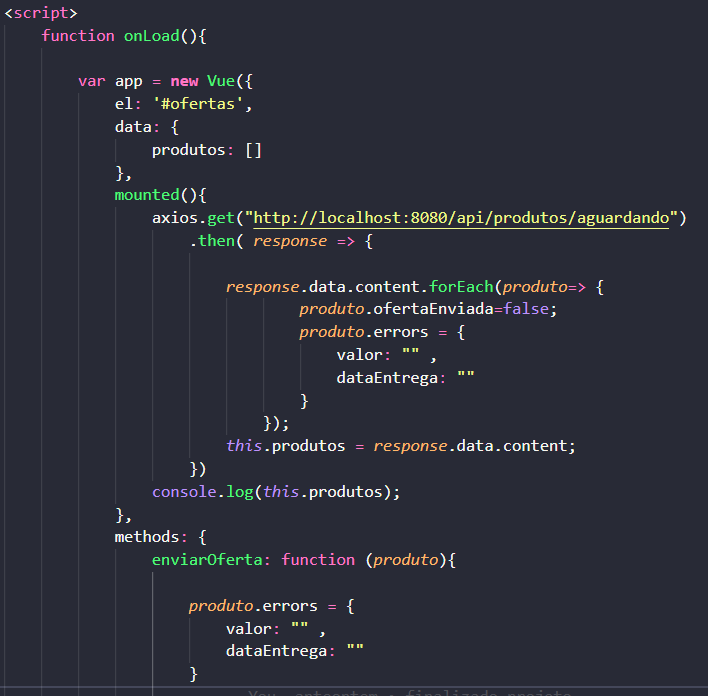 <script>
function onLoad(){
var app = new Vue({
el: '#ofertas',
data: {
produtos: []
},
mounted(){
axios.get("http://localhost:8080/api/produtos/aguardando")
.then( response => {
response.data.content.forEach(produto=> {
produto.ofertaEnviada=false;
produto.errors = {
valor: "" ,
dataEntrega: ""
}
});
this.produtos = response.data.content;
})
console.log(this.produtos);
},
methods: {
enviarOferta: function (produto){
produto.errors = {
valor: "" ,
dataEntrega: ""
}